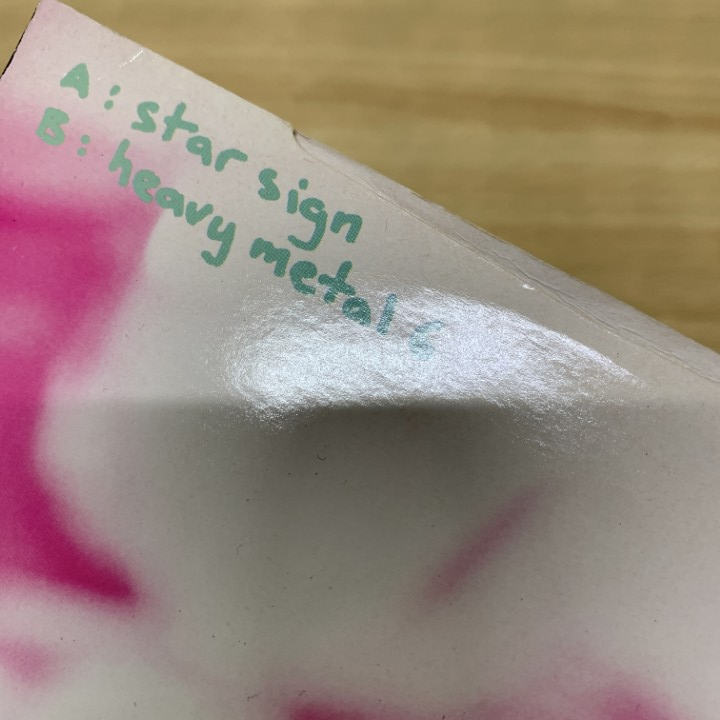 A: star sign
B: heavy metal